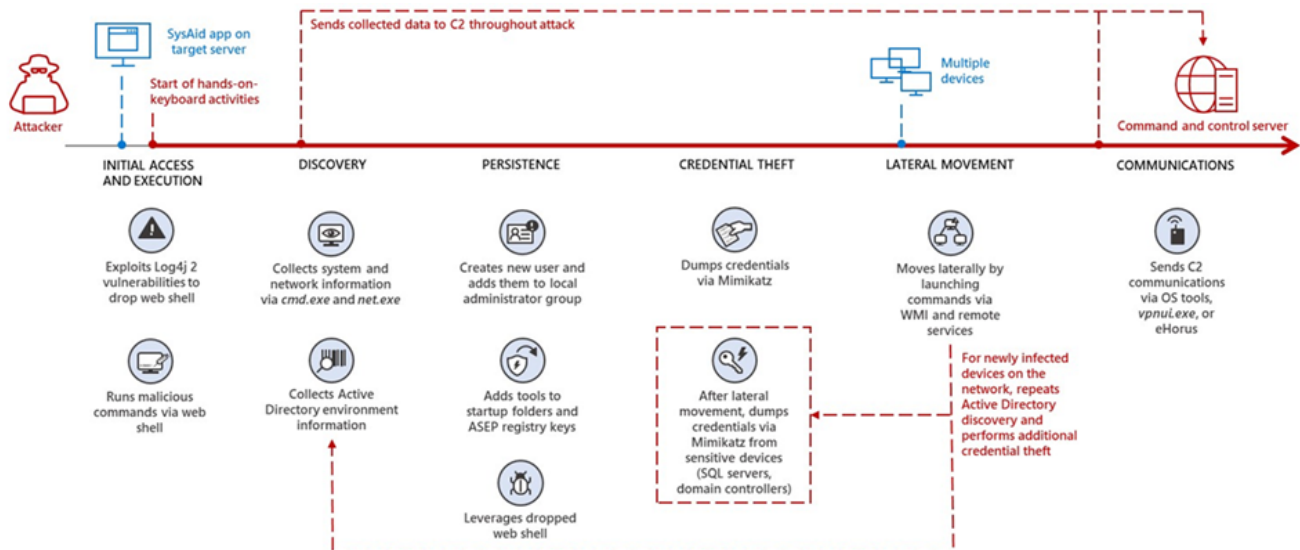 SysAid app on
target server
Sends collected data to C2 throughout attack
Start of hands-on-
keyboard activities
Multiple
devices
Attacker
Command and control server
INITIAL ACCESS
AND EXECUTION
DISCOVERY
PERSISTENCE
CREDENTIAL THEFT
LATERAL MOVEMENT
COMMUNICATIONS
Exploits Log4j 2
vulnerabilities to
drop web shell
Runs malicious
commands via web
shell
Collects system and
network information
via cmd.exe and net.exe
Collects Active
Directory environment
information
Creates new user and
adds them to local
administrator group
Adds tools to
startup folders and
ASEP registry keys
Leverages dropped
web shell
Dumps credentials
via Mimikatz
After lateral
movement, dumps
credentials via
Mimikatz from
sensitive devices
(SQL servers,
domain controllers)
Moves laterally by
launching
commands via
WMI and remote
services
For newly infected
devices on the
network, repeats
Active Directory
discovery and
performs additional
credential theft
Sends C2
communications
via OS tools,
vpnui.exe, or
eHorus